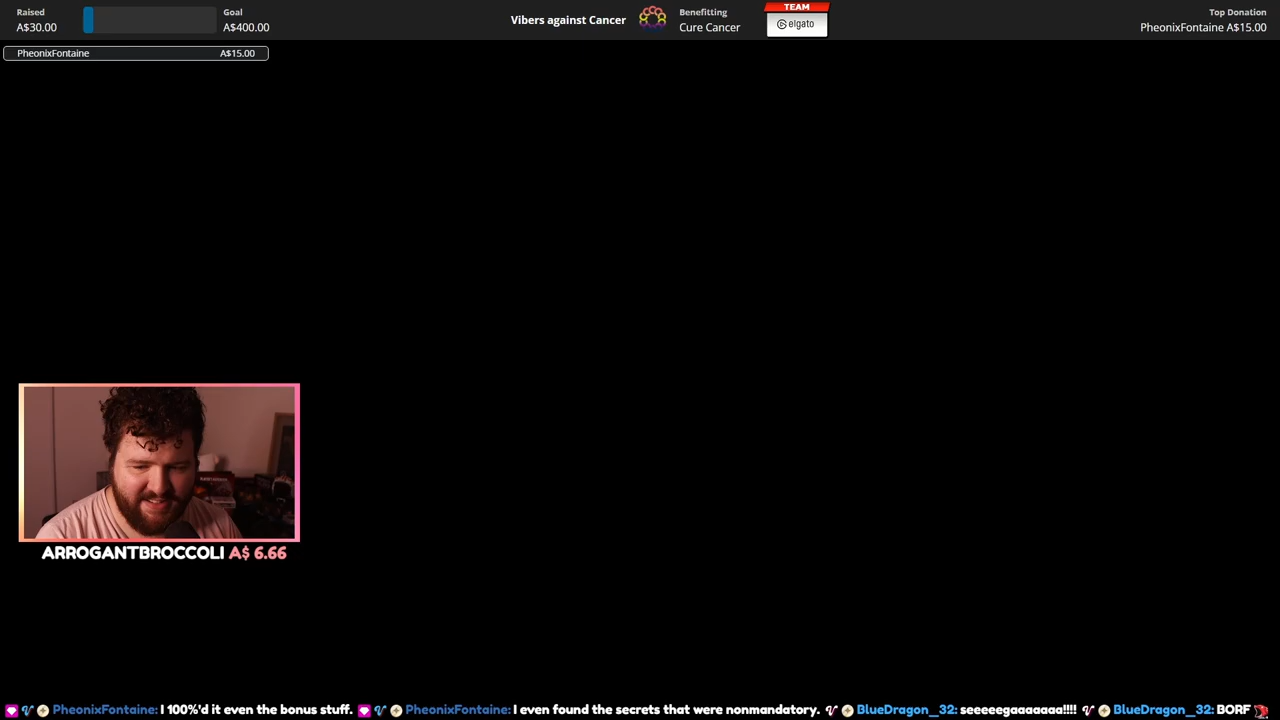 Raised
A$30.00
Goal
A$400.00
Vibers against Cancer
Benefitting
Cure Cancer
TEAM
elgato
Top Donation
PheonixFontaine A$15.00
PheonixFontaine A$15.00
ARROGANTBROCCOLI A$ 6.66
PheonixFontaine: I 100%'d it even the bonus stuff. PheonixFontaine: I even found the secrets that were nonmandatory. BlueDragon_32: seeeeegaaaaaaa!!!! BlueDragon_32: BORF